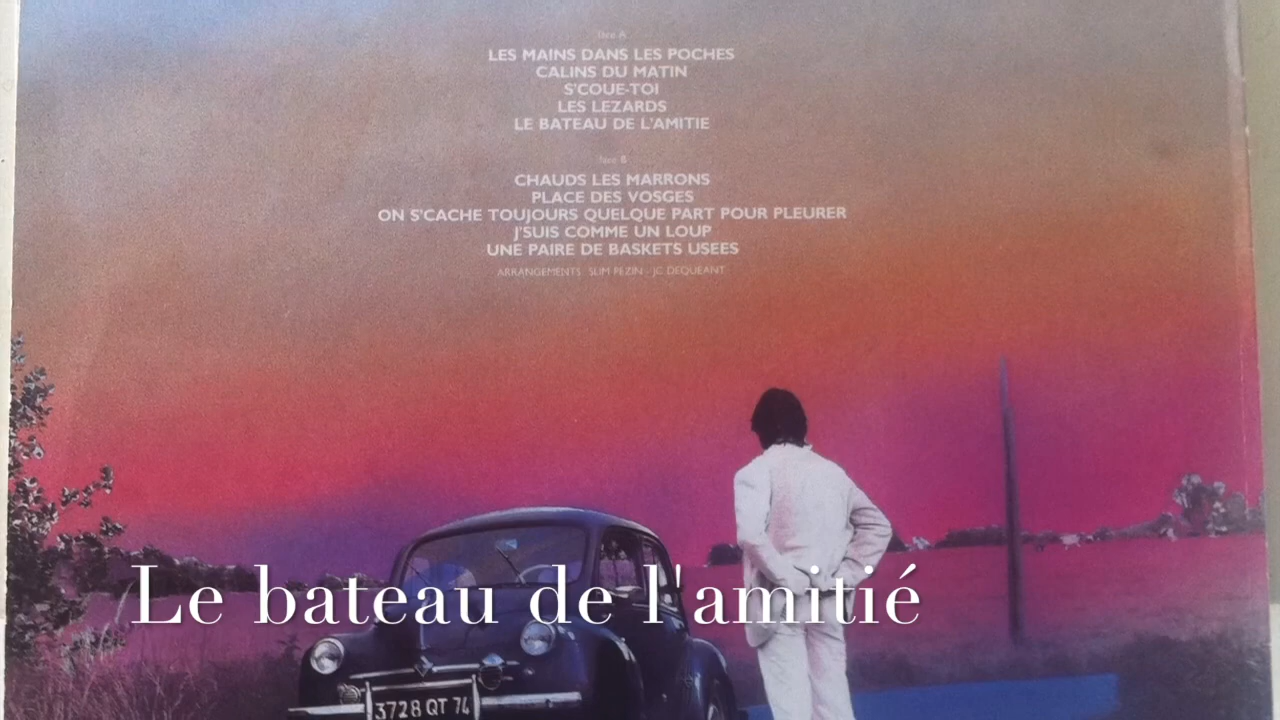 face A
LES MAINS DANS LES POCHES
CALINS DU MATIN
S'COUE-TOI
LES LEZARDS
LE BATEAU DE L'AMITIE
face B
CHAUDS LES MARRONS
PLACE DES VOSGES
ON S'CACHE TOUJOURS QUELQUE PART POUR PLEURER
J'SUIS COMME UN LOUP
UNE PAIRE DE BASKETS USEES
ARRANGEMENTS SLIM PEZIN - JC DEQUEANT
Le bateau de l'amitié
3728 QT 74